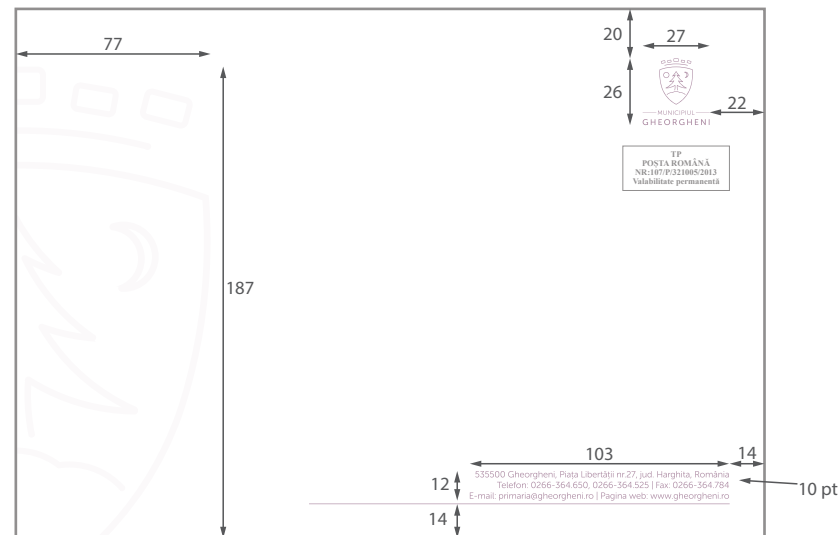 77
20
27
26
22
MUNICIPIUL
GHEORGHENI
TP
POȘTA ROMÂNĂ
NR:107/P/321005/2013
Valabilitate permanentă
187
103
14
535500 Gheorgheni, Piața Libertății nr.27, jud. Harghita, România
Telefon: 0266-364.650, 0266-364.525 | Fax: 0266-364.784
E-mail: primaria@gheorgheni.ro | Pagina web: www.gheorgheni.ro
12
10 pt
14